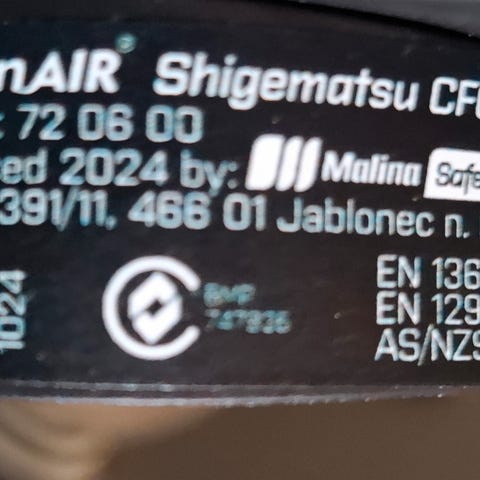 nAIR® Shigematsu CF
: 72 06 00
ed 2024 by: Malina Safe
391/11, 466 01 Jablonec n.
1024
BMP
747935
EN 136
EN 129
AS/NZS